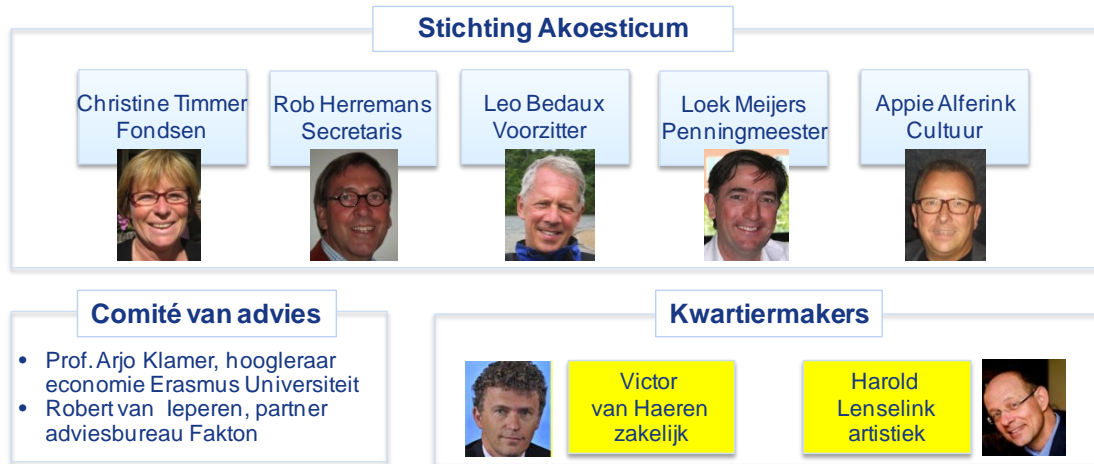 Stichting Akoesticum
Christine Timmer
Fondsen
Rob Herremans
Secretaris
Leo Bedaux
Voorzitter
Loek Meijers
Penningmeester
Appie Alferink
Cultuur
Comité van advies
• Prof. Arjo Klamer, hoogleraar
economie Erasmus Universiteit
• Robert van Ieperen, partner
adviesbureau Fakton
Kwartiermakers
Victor
van Haeren
zakelijk
Harold
Lenselink
artistiek